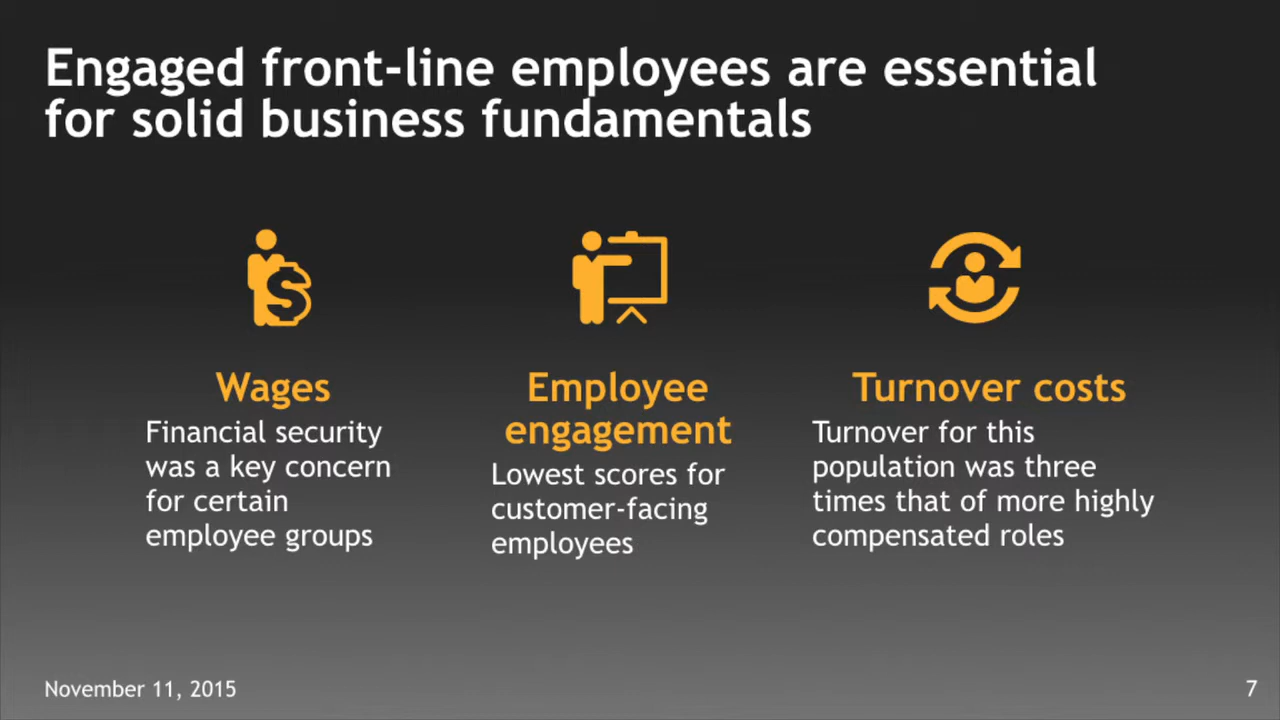 Engaged front-line employees are essential
for solid business fundamentals
Wages
Financial security
was a key concern
for certain
employee groups
Employee
engagement
Lowest scores for
customer-facing
employees
Turnover costs
Turnover for this
population was three
times that of more highly
compensated roles
November 11, 2015
7